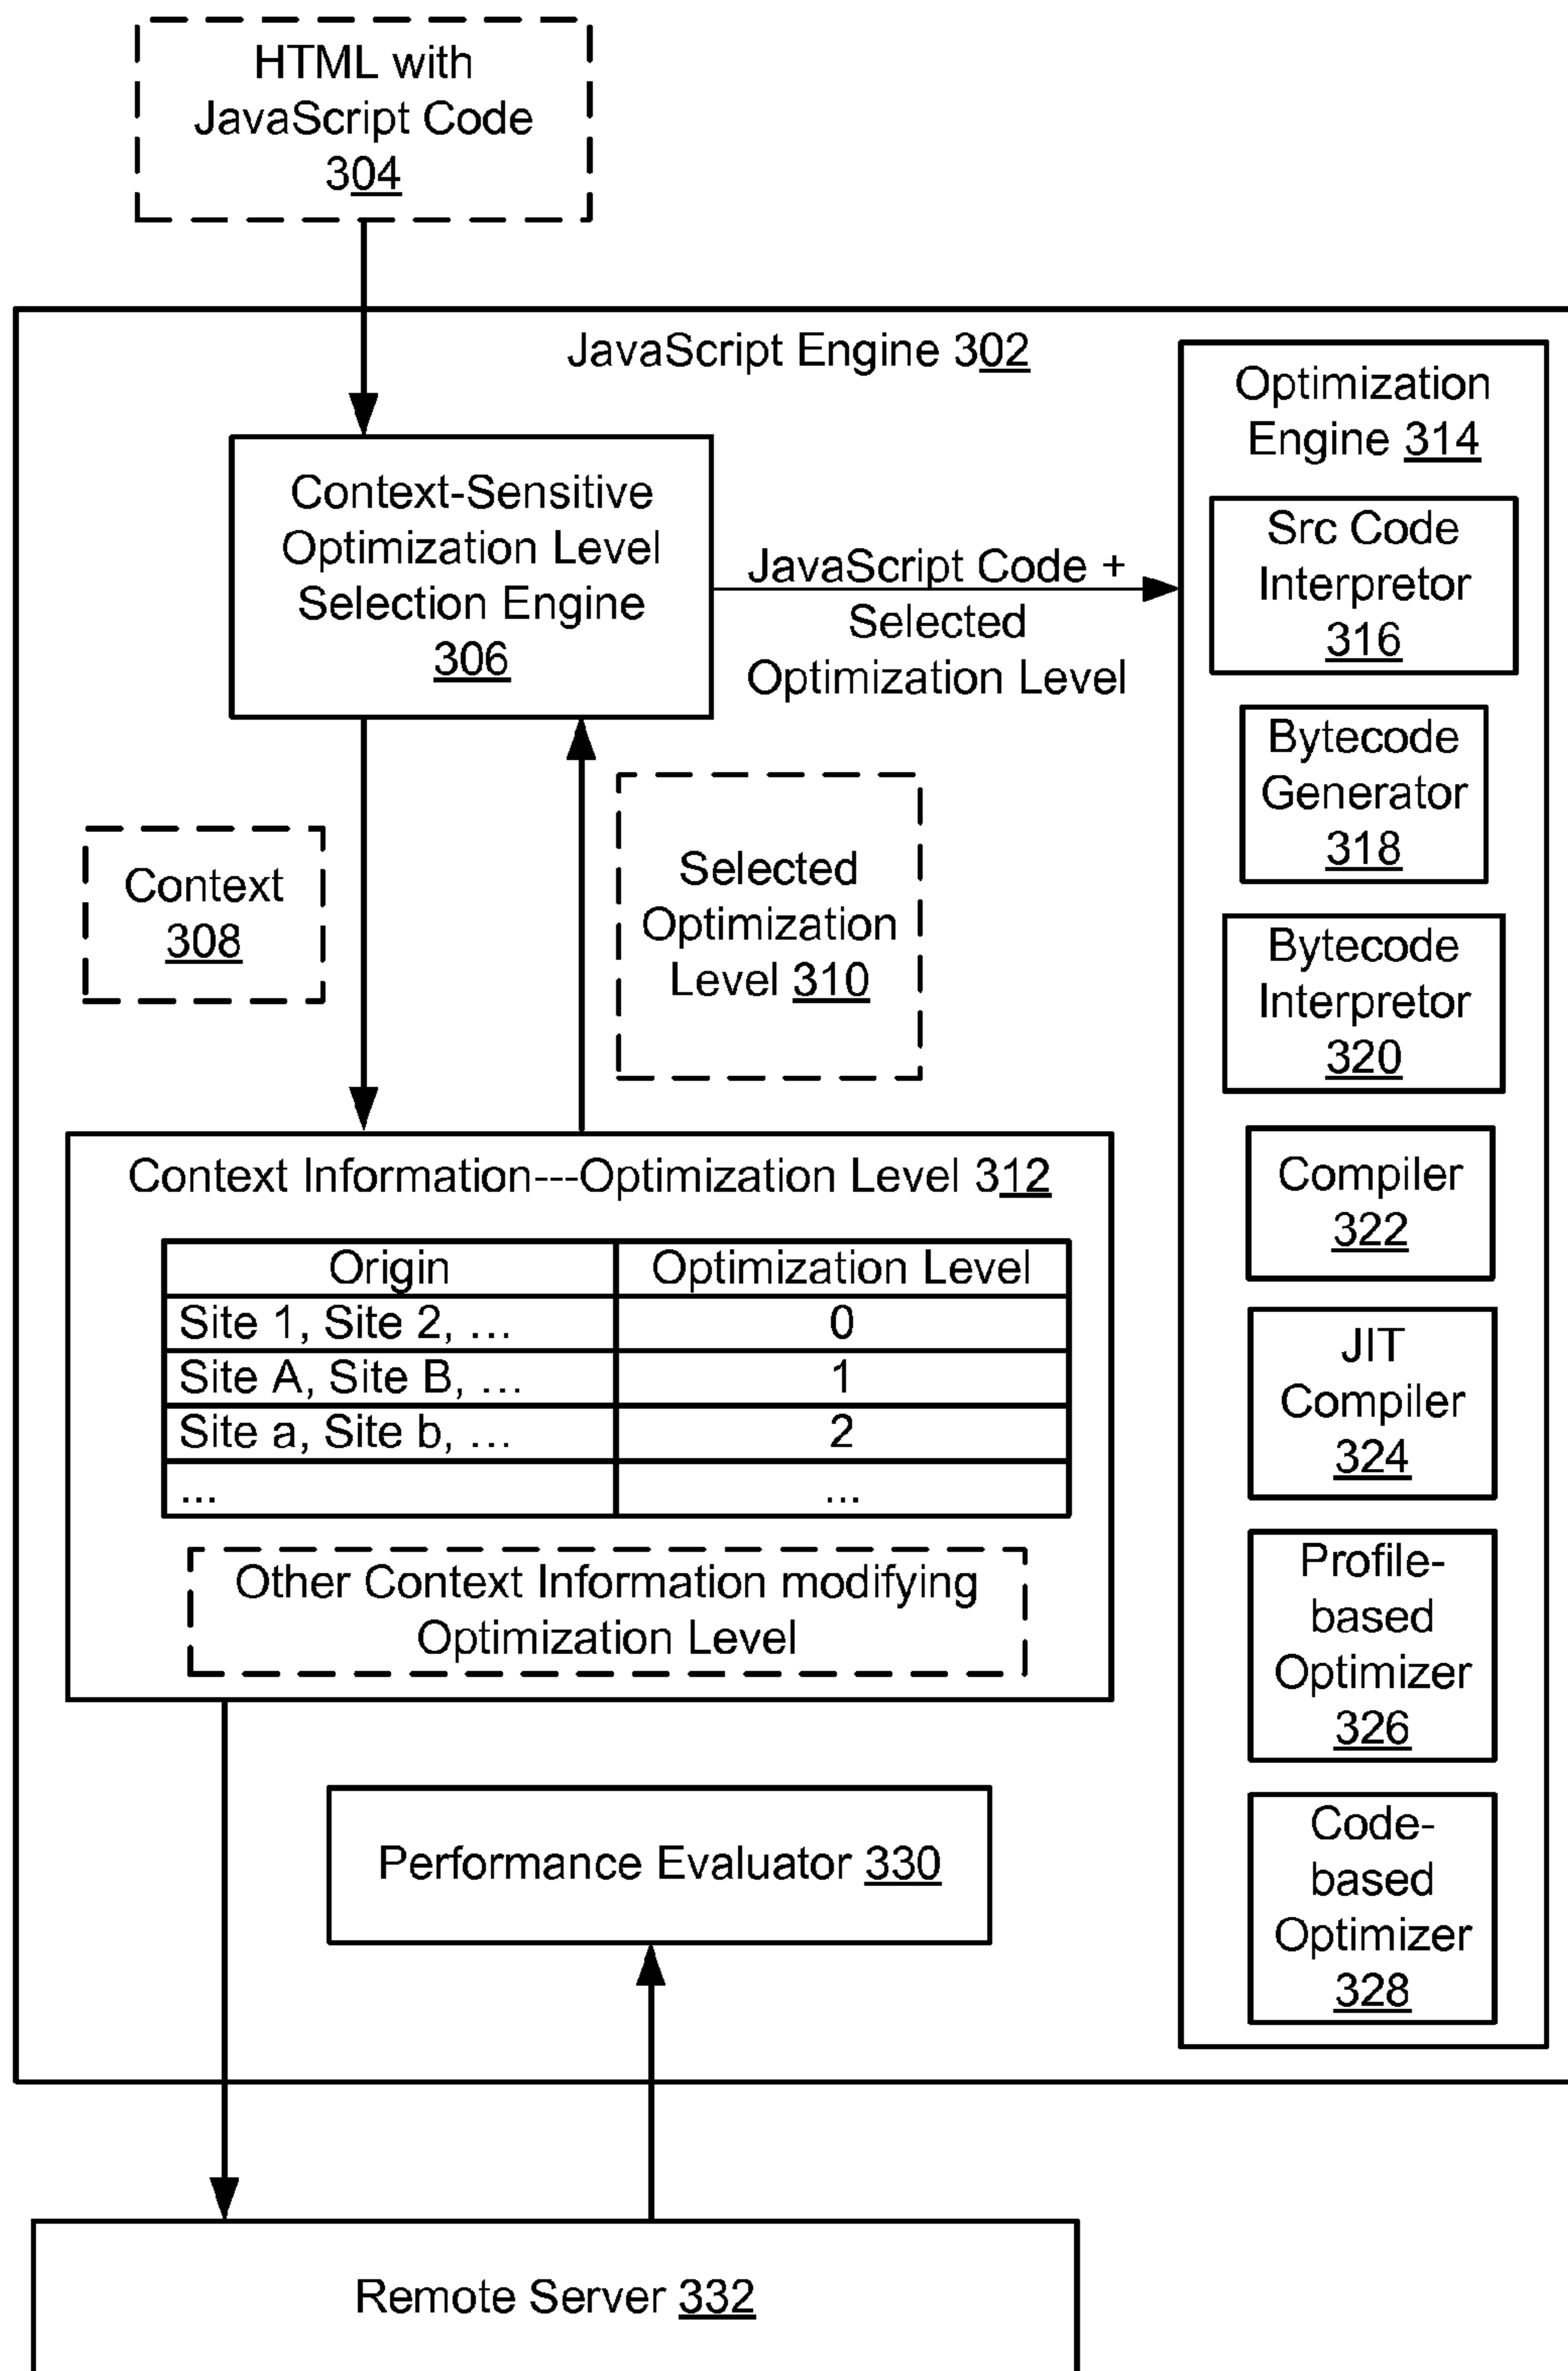 HTML with
JavaScript Code
304
JavaScript Engine 302
Context-Sensitive
Optimization Level
Selection Engine
306
JavaScript Code +
Selected
Optimization Level
Context
308
Selected
Optimization
Level 310
Context Information---Optimization Level 312
Origin Optimization Level
Site 1, Site 2, ... 0
Site A, Site B, ... 1
Site a, Site b, ... 2
... ...
Other Context Information modifying
Optimization Level
Performance Evaluator 330
Remote Server 332
Optimization
Engine 314
Src Code
Interpretor
316
Bytecode
Generator
318
Bytecode
Interpretor
320
Compiler
322
JIT
Compiler
324
Profile-
based
Optimizer
326
Code-
based
Optimizer
328